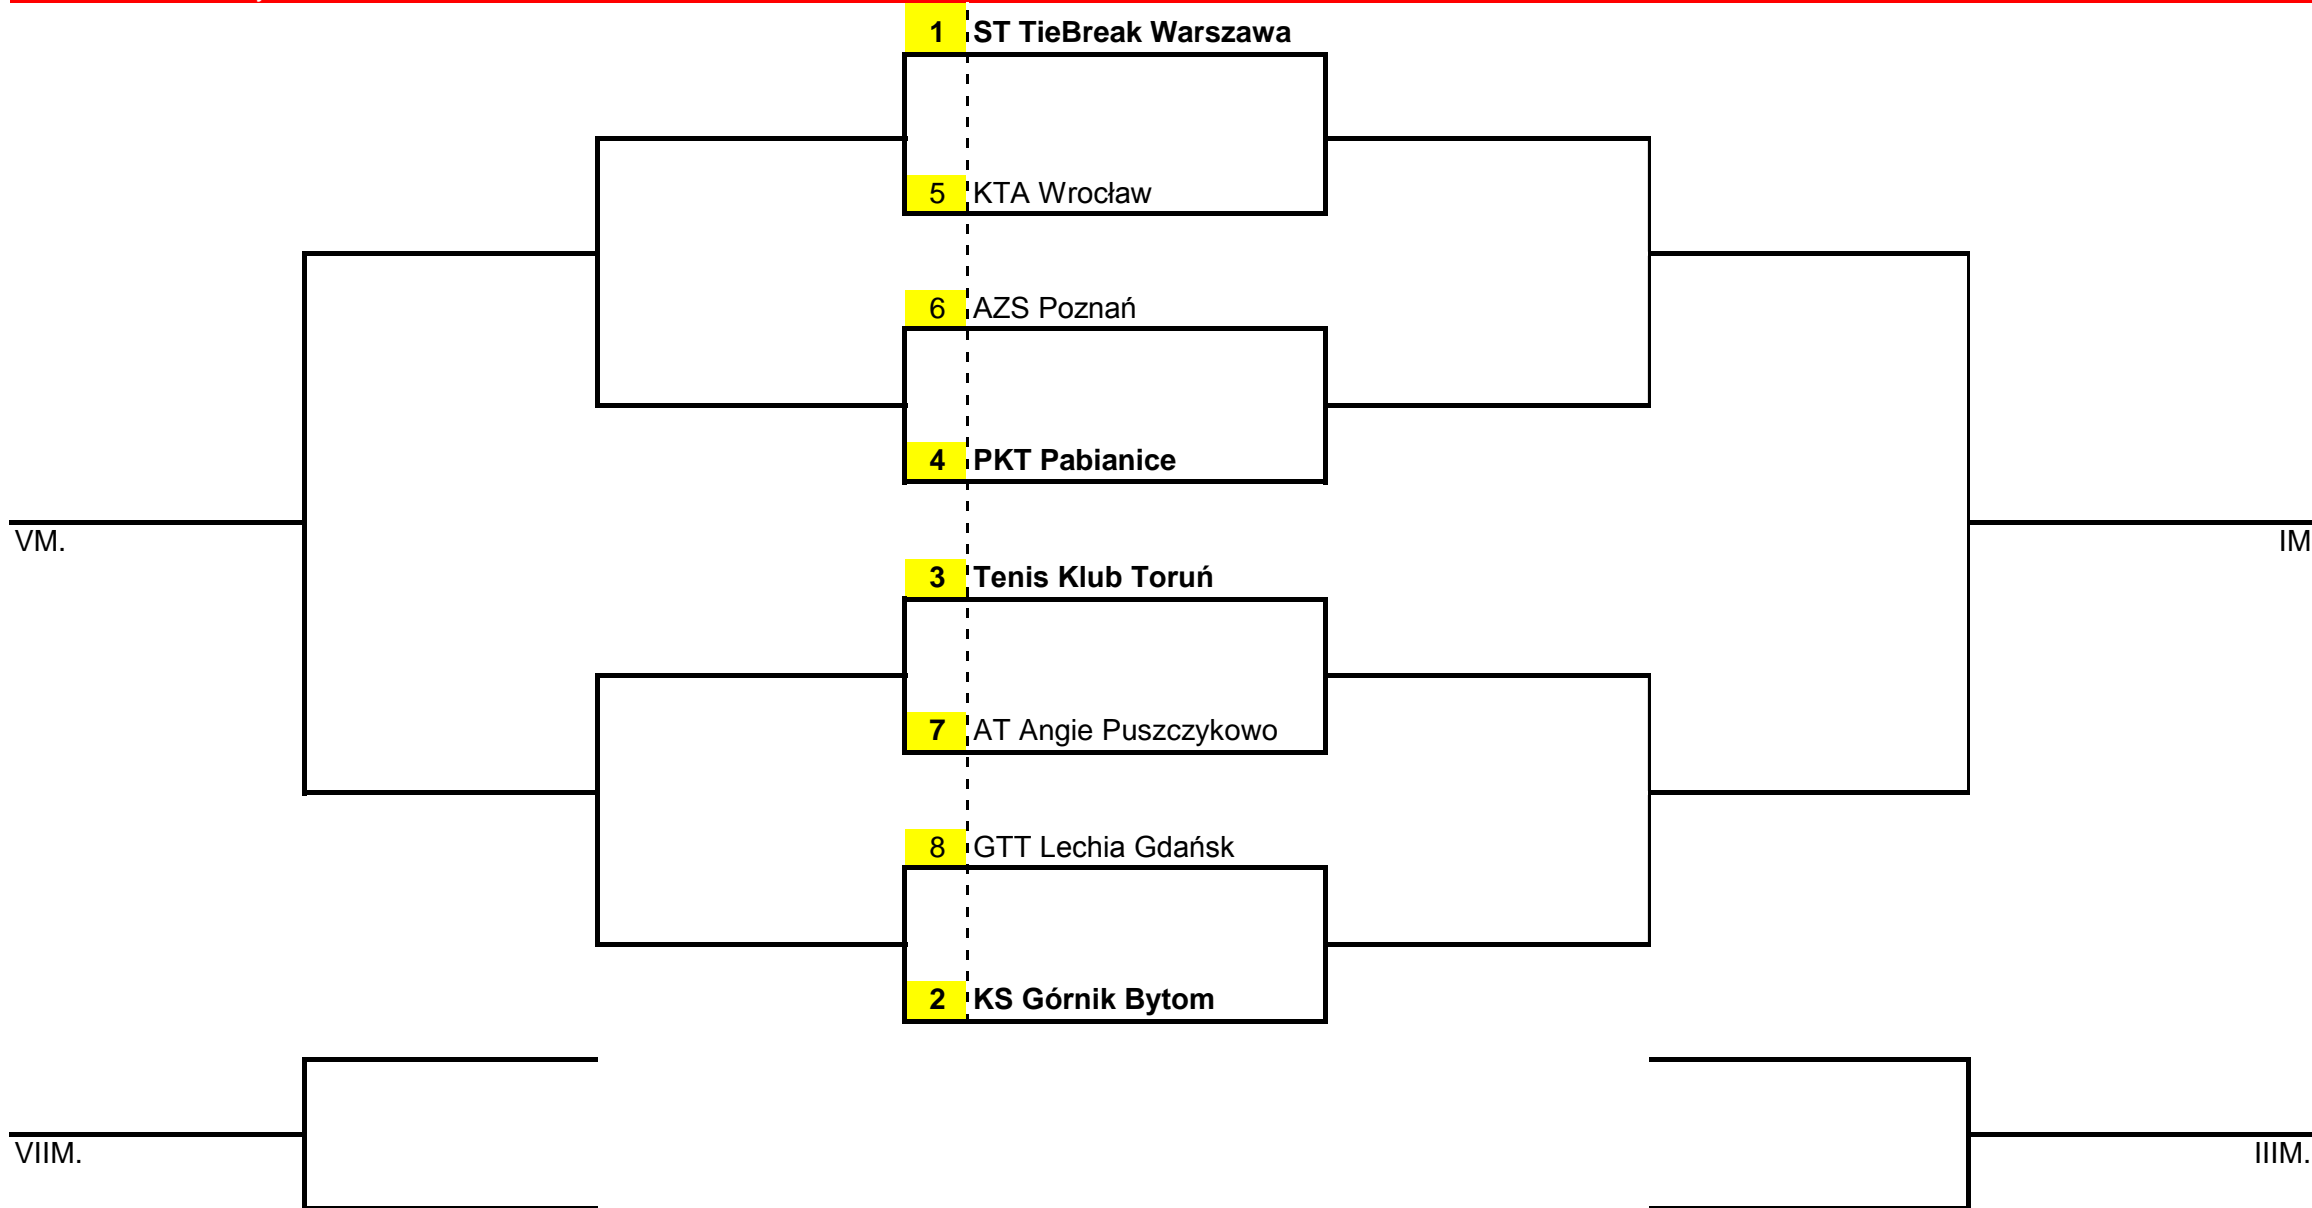 1 ST TieBreak Warszawa
5 KTA Wrocław
6 AZS Poznań
4 PKT Pabianice
VM.
IM
3 Tenis Klub Toruń
7 AT Angie Puszczykowo
8 GTT Lechia Gdańsk
2 KS Górnik Bytom
VIIM.
IIIM.